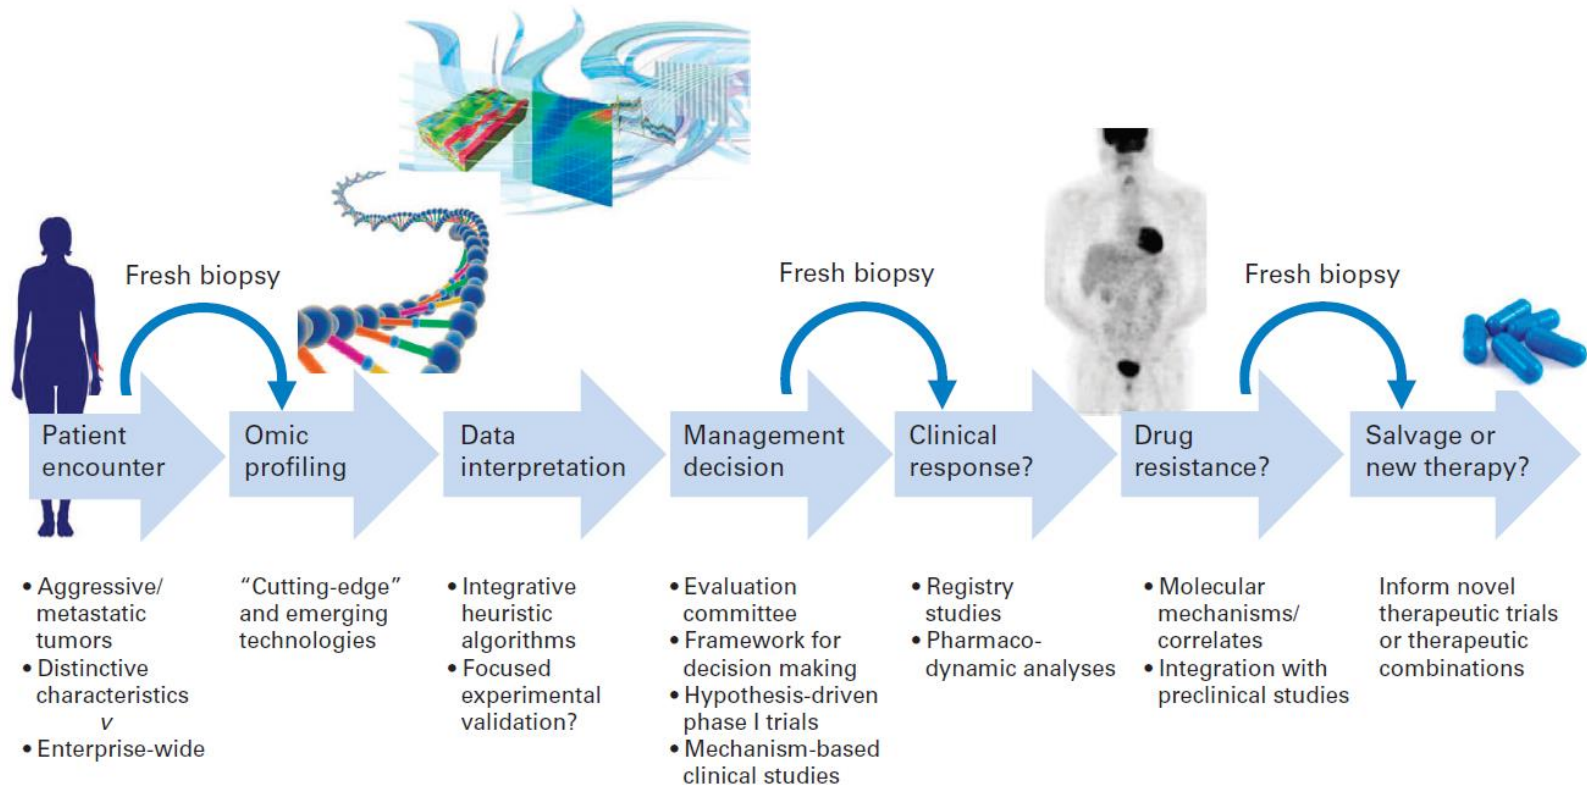 Fresh biopsy
Fresh biopsy
Fresh biopsy
Patient
encounter
Omic
profiling
Data
interpretation
Management
decision
Clinical
response?
Drug
resistance?
Salvage or
new therapy?
• Aggressive/
metastatic
tumors
• Distinctive
characteristics
v
• Enterprise-wide
“Cutting-edge”
and emerging
technologies
• Integrative
heuristic
algorithms
• Focused
experimental
validation?
• Evaluation
committee
• Framework for
decision making
• Hypothesis-driven
phase I trials
• Mechanism-based
clinical studies
• Registry
studies
• Pharmaco-
dynamic analyses
• Molecular
mechanisms/
correlates
• Integration with
preclinical studies
Inform novel
therapeutic trials
or therapeutic
combinations